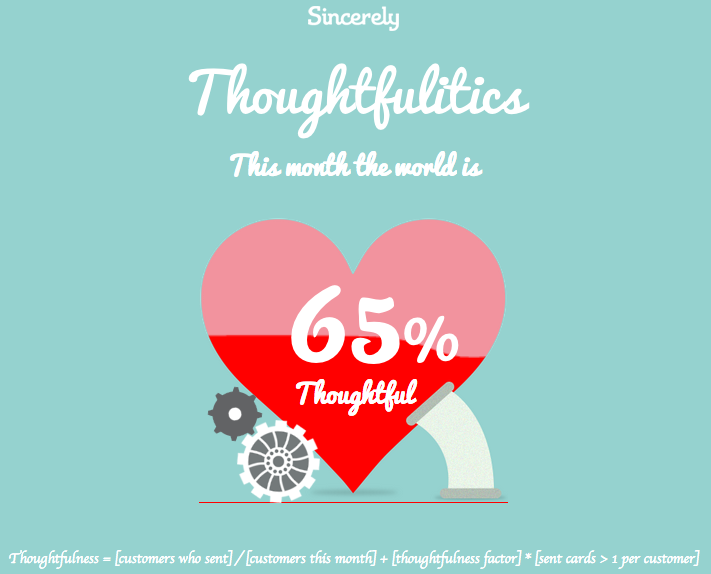 Sincerely
Thoughtfulitics
This month the world is
65%
Thoughtful
Thoughtfulness = [customers who sent] / [customers this month] + [thoughtfulness factor] * [sent cards > 1 per customer]